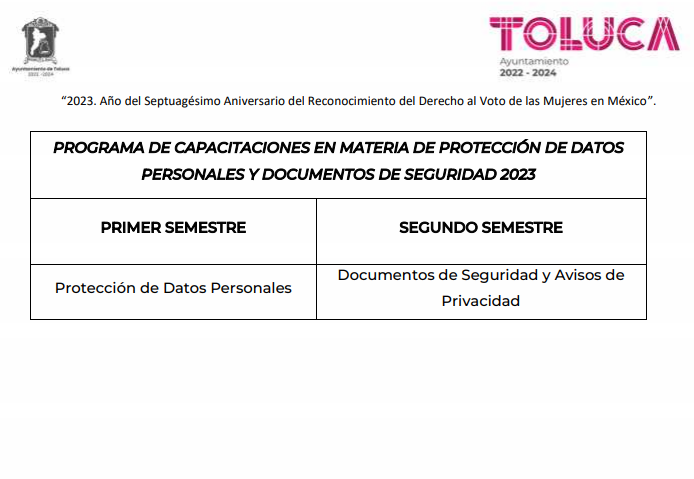 Ayuntamiento de Toluca
2022 - 2024
TOLUCA
Ayuntamiento
2022 - 2024
“2023. Año del Septuagésimo Aniversario del Reconocimiento del Derecho al Voto de las Mujeres en México”.
PROGRAMA DE CAPACITACIONES EN MATERIA DE PROTECCIÓN DE DATOS
PERSONALES Y DOCUMENTOS DE SEGURIDAD 2023
PRIMER SEMESTRE
SEGUNDO SEMESTRE
Protección de Datos Personales
Documentos de Seguridad y Avisos de
Privacidad